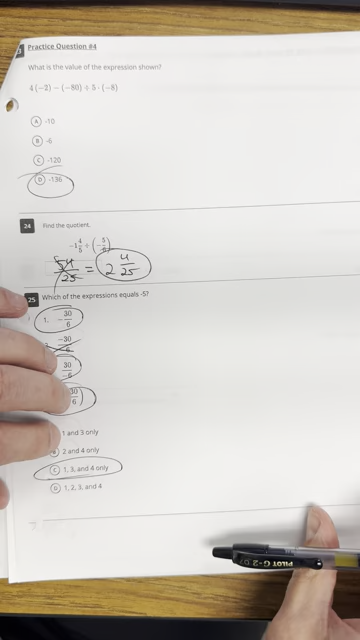 Practice Question #4
What is the value of the expression shown?
4 (−2) − (−80) ÷ 5 · (−8)
A -10
B -6
C -120
D -136
24 Find the quotient.
54/25 = 2 4/25
25 Which of the expressions equals -5?
1. − 30/6
−30/6
30/−6
30/6)
1 and 3 only
2 and 4 only
C 1, 3, and 4 only
D 1, 2, 3, and 4
PILOT G-2 07